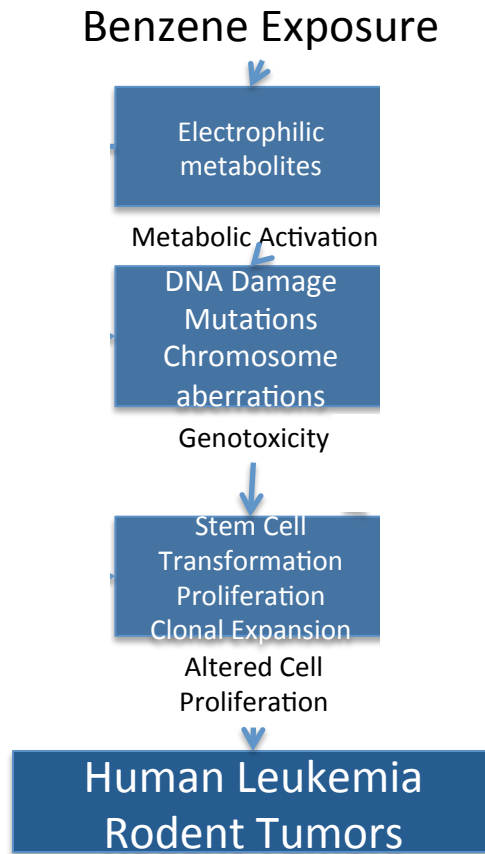 Benzene Exposure
Electrophilic
metabolites
Metabolic Activation
DNA Damage
Mutations
Chromosome
aberrations
Genotoxicity
Stem Cell
Transformation
Proliferation
Clonal Expansion
Altered Cell
Proliferation
Human Leukemia
Rodent Tumors